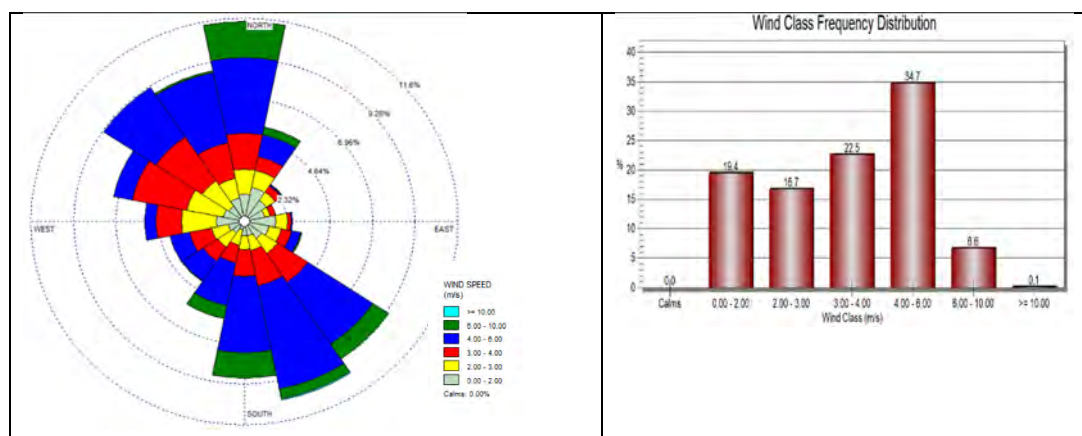 NORTH
11.6%
9.28%
6.96%
4.64%
2.32%
WEST
EAST
SOUTH
WIND SPEED
(m/s)
>= 10.00
6.00 - 10.00
4.00 - 6.00
3.00 - 4.00
2.00 - 3.00
0.00 - 2.00
Calms: 0.00%
Wind Class Frequency Distribution
%
40
35
30
25
20
15
10
5
0
0.0
19.4
16.7
22.5
34.7
6.6
0.1
Calms
0.00 - 2.00
2.00 - 3.00
3.00 - 4.00
4.00 - 6.00
6.00 - 10.00
>= 10.00
Wind Class (m/s)